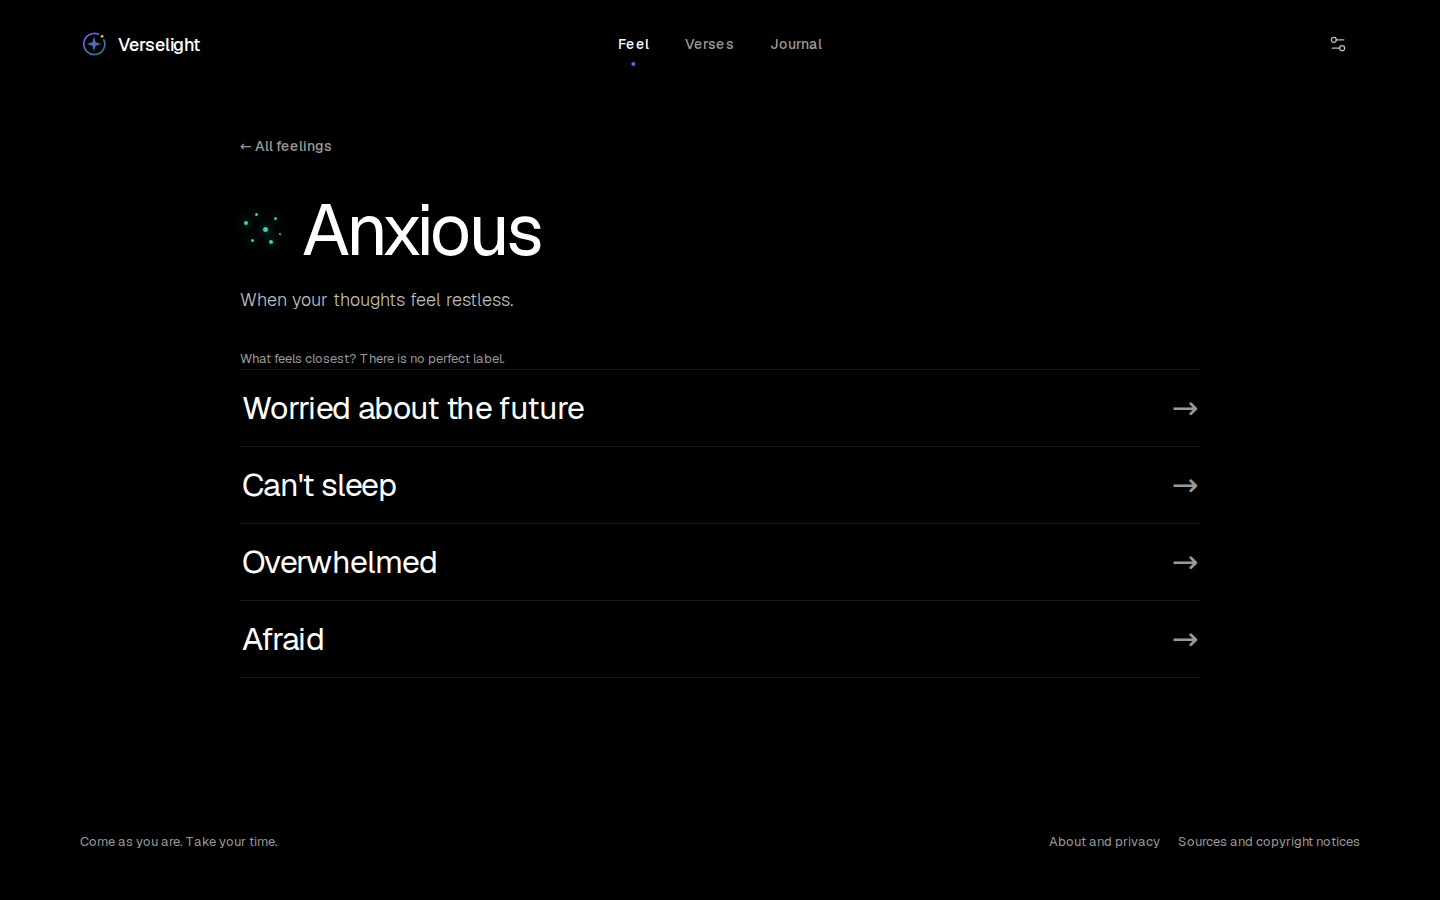 Verselight
Feel
Verses
Journal
← All feelings
Anxious
When your thoughts feel restless.
What feels closest? There is no perfect label.
Worried about the future →
Can't sleep →
Overwhelmed →
Afraid →
Come as you are. Take your time.
About and privacy
Sources and copyright notices